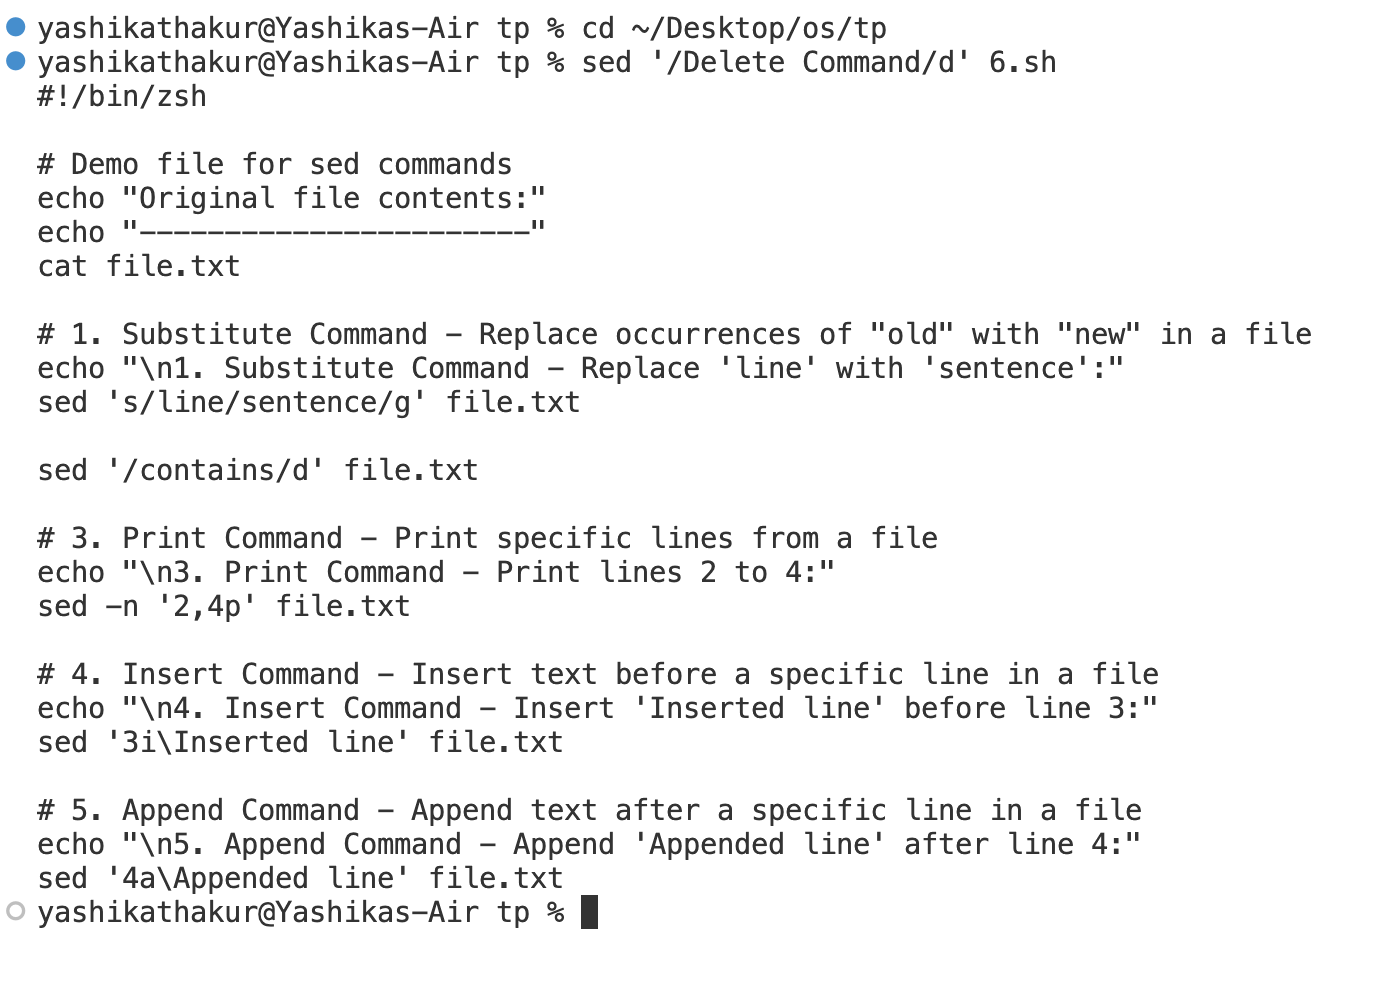 yashikathakur@Yashikas-Air tp % cd ~/Desktop/os/tp
yashikathakur@Yashikas-Air tp % sed '/Delete Command/d' 6.sh
#!/bin/zsh

# Demo file for sed commands
echo "Original file contents:"
echo "-----------------------"
cat file.txt

# 1. Substitute Command - Replace occurrences of "old" with "new" in a file
echo "\n1. Substitute Command - Replace 'line' with 'sentence':"
sed 's/line/sentence/g' file.txt

sed '/contains/d' file.txt

# 3. Print Command - Print specific lines from a file
echo "\n3. Print Command - Print lines 2 to 4:"
sed -n '2,4p' file.txt

# 4. Insert Command - Insert text before a specific line in a file
echo "\n4. Insert Command - Insert 'Inserted line' before line 3:"
sed '3i\Inserted line' file.txt

# 5. Append Command - Append text after a specific line in a file
echo "\n5. Append Command - Append 'Appended line' after line 4:"
sed '4a\Appended line' file.txt
yashikathakur@Yashikas-Air tp %